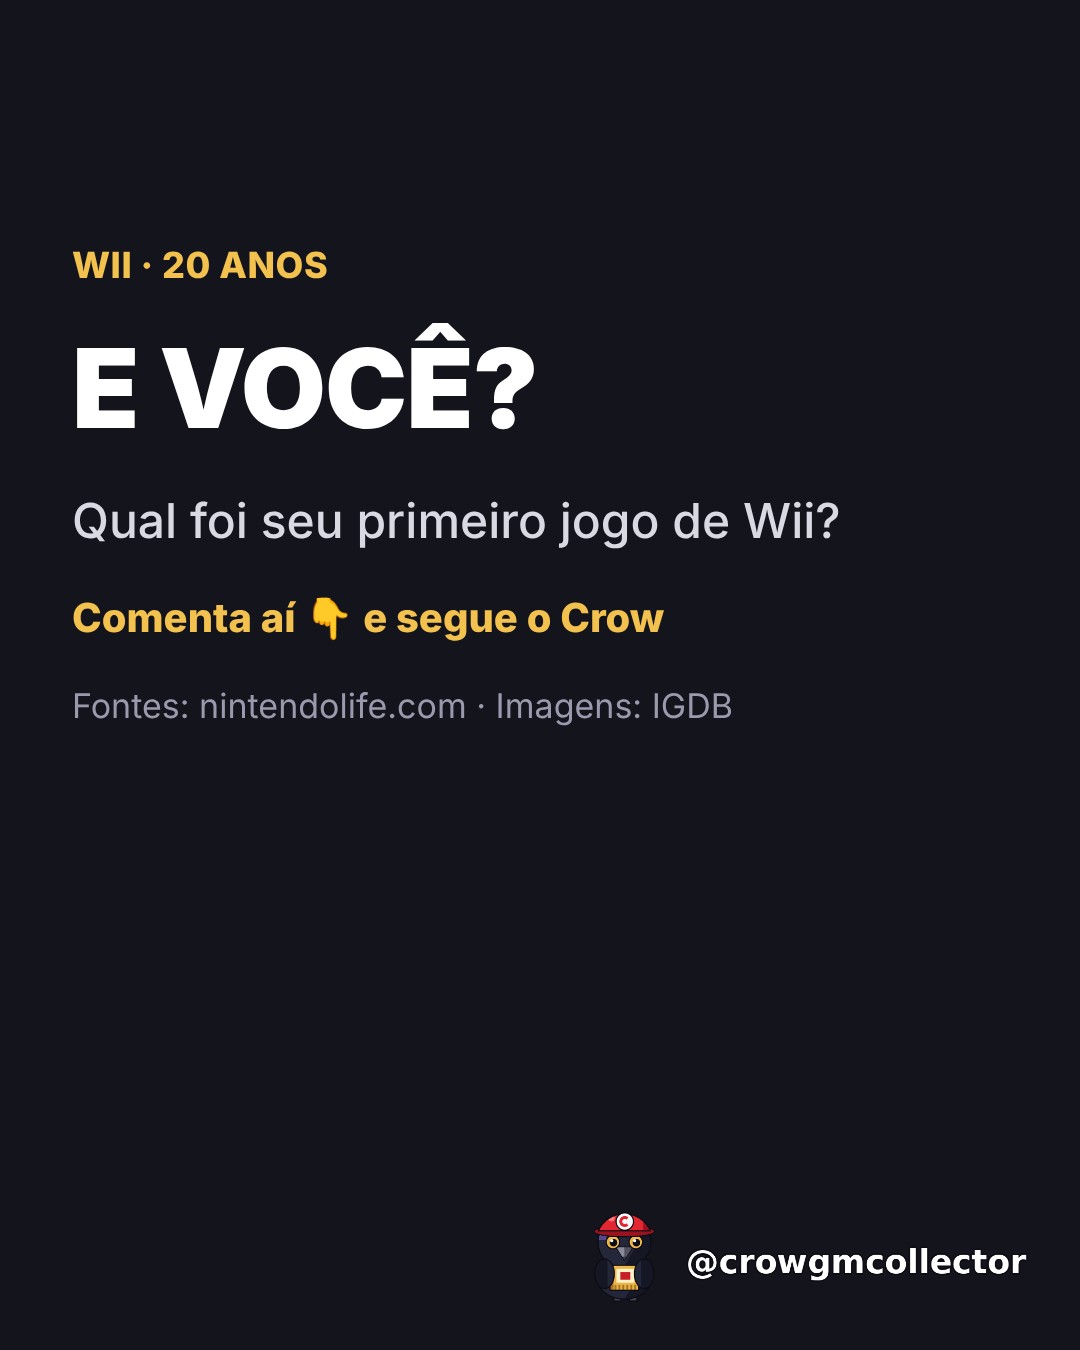 WII · 20 ANOS
E VOCÊ?
Qual foi seu primeiro jogo de Wii?
Comenta aí 👇 e segue o Crow
Fontes: nintendolife.com · Imagens: IGDB
C
@crowgmcollector